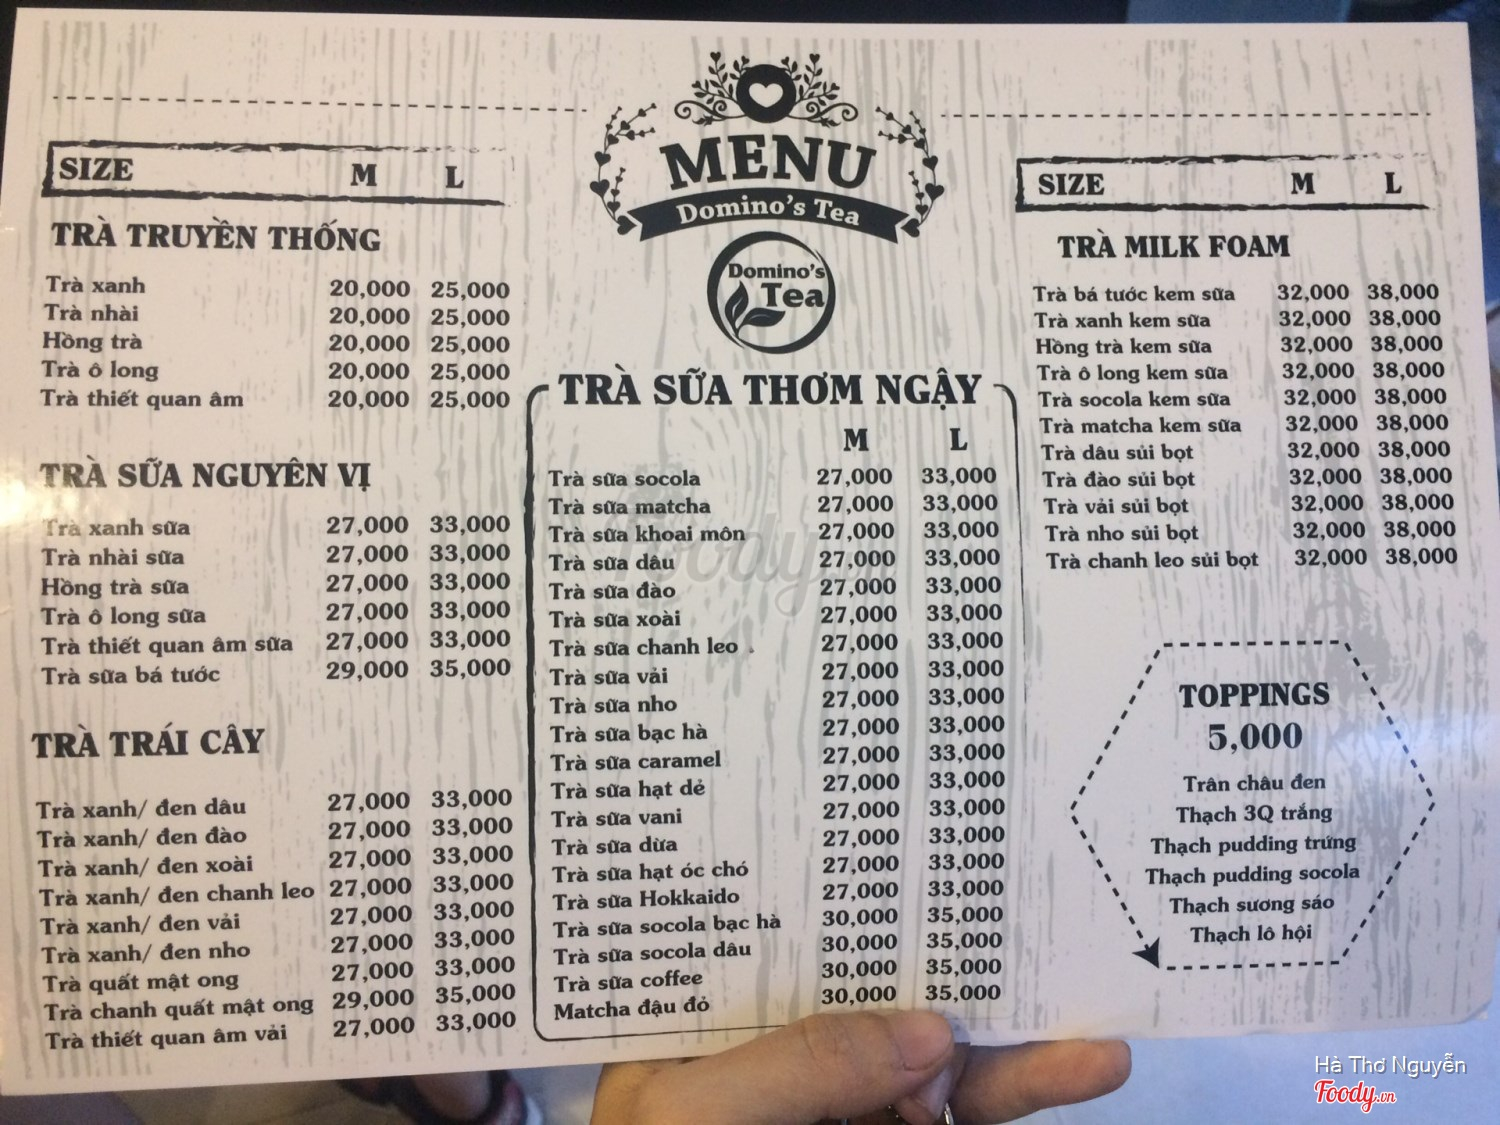 MENU
Domino's Tea
Domino's
Tea
SIZE M L
TRÀ TRUYỀN THỐNG
Trà xanh 20,000 25,000
Trà nhài 20,000 25,000
Hồng trà 20,000 25,000
Trà ô long 20,000 25,000
Trà thiết quan âm 20,000 25,000
TRÀ SỮA NGUYÊN VỊ
Trà xanh sữa 27,000 33,000
Trà nhài sữa 27,000 33,000
Hồng trà sữa 27,000 33,000
Trà ô long sữa 27,000 33,000
Trà thiết quan âm sữa 27,000 33,000
Trà sữa bá tước 29,000 35,000
TRÀ TRÁI CÂY
Trà xanh/ đen dâu 27,000 33,000
Trà xanh/ đen đào 27,000 33,000
Trà xanh/ đen xoài 27,000 33,000
Trà xanh/ đen chanh leo 27,000 33,000
Trà xanh/ đen vải 27,000 33,000
Trà xanh/ đen nho 27,000 33,000
Trà quất mật ong 27,000 33,000
Trà chanh quất mật ong 29,000 35,000
Trà thiết quan âm vải 27,000 33,000
TRÀ SỮA THƠM NGẬY
M L
Trà sữa socola 27,000 33,000
Trà sữa matcha 27,000 33,000
Trà sữa khoai môn 27,000 33,000
Trà sữa dâu 27,000 33,000
Trà sữa đào 27,000 33,000
Trà sữa xoài 27,000 33,000
Trà sữa chanh leo 27,000 33,000
Trà sữa vải 27,000 33,000
Trà sữa nho 27,000 33,000
Trà sữa bạc hà 27,000 33,000
Trà sữa caramel 27,000 33,000
Trà sữa hạt dẻ 27,000 33,000
Trà sữa vani 27,000 33,000
Trà sữa dừa 27,000 33,000
Trà sữa hạt óc chó 27,000 33,000
Trà sữa Hokkaido 27,000 33,000
Trà sữa socola bạc hà 30,000 35,000
Trà sữa socola dâu 30,000 35,000
Trà sữa coffee 30,000 35,000
Matcha đậu đỏ 30,000 35,000
SIZE M L
TRÀ MILK FOAM
Trà bá tước kem sữa 32,000 38,000
Trà xanh kem sữa 32,000 38,000
Hồng trà kem sữa 32,000 38,000
Trà ô long kem sữa 32,000 38,000
Trà socola kem sữa 32,000 38,000
Trà matcha kem sữa 32,000 38,000
Trà dâu sủi bọt 32,000 38,000
Trà đào sủi bọt 32,000 38,000
Trà vải sủi bọt 32,000 38,000
Trà nho sủi bọt 32,000 38,000
Trà chanh leo sủi bọt 32,000 38,000
TOPPINGS
5,000
Trân châu đen
Thạch 3Q trắng
Thạch pudding trứng
Thạch pudding socola
Thạch sương sáo
Thạch lô hội
foody
Hà Thơ Nguyễn
Foody.vn